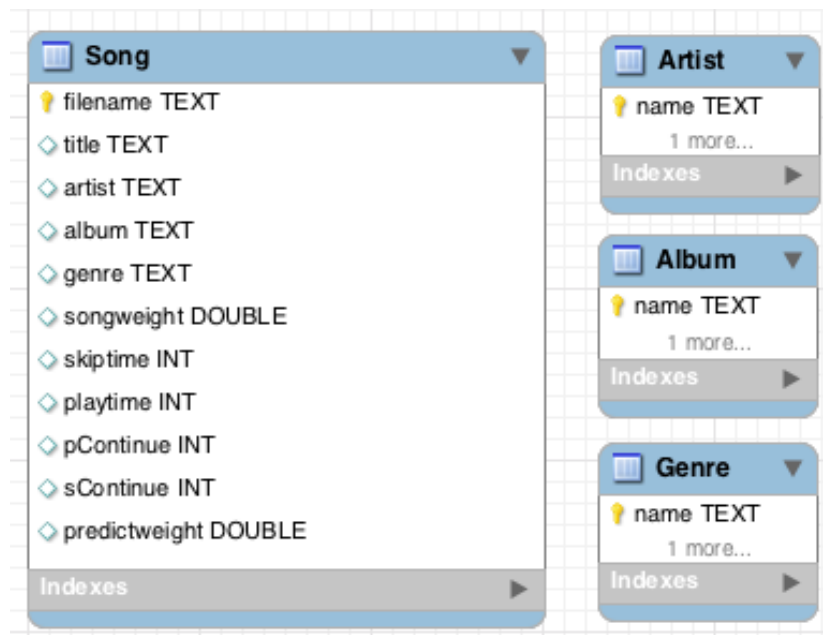 Song
filename TEXT
title TEXT
artist TEXT
album TEXT
genre TEXT
songweight DOUBLE
skiptime INT
playtime INT
pContinue INT
sContinue INT
predictweight DOUBLE
Indexes
Artist
name TEXT
1 more...
Indexes
Album
name TEXT
1 more...
Indexes
Genre
name TEXT
1 more...
Indexes